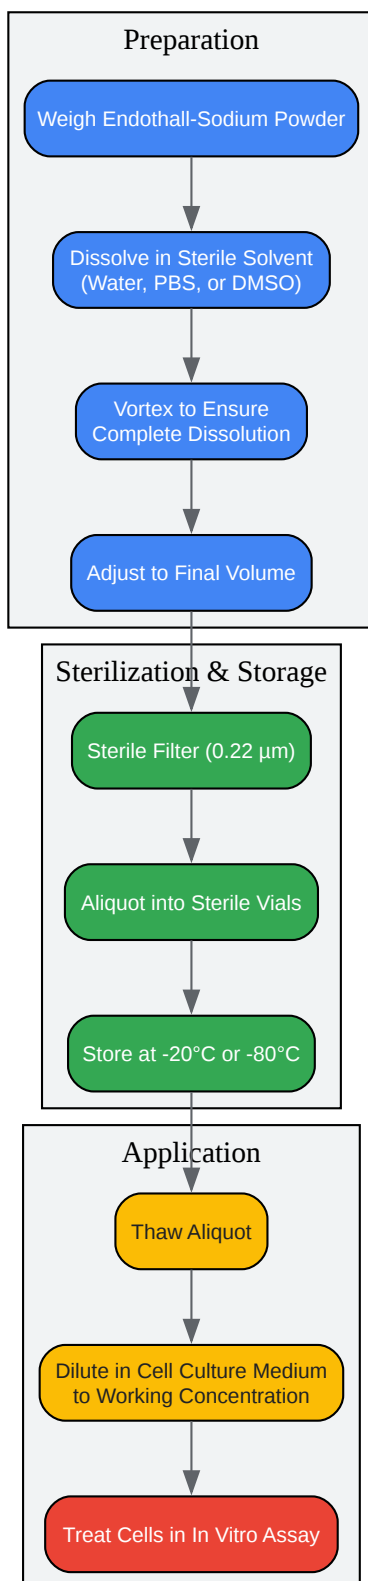 Preparation
Weigh Endothall-Sodium Powder
Dissolve in Sterile Solvent
(Water, PBS, or DMSO)
Vortex to Ensure
Complete Dissolution
Adjust to Final Volume
Sterilization & Storage
Sterile Filter (0.22 µm)
Aliquot into Sterile Vials
Store at -20°C or -80°C
Application
Thaw Aliquot
Dilute in Cell Culture Medium
to Working Concentration
Treat Cells in In Vitro Assay